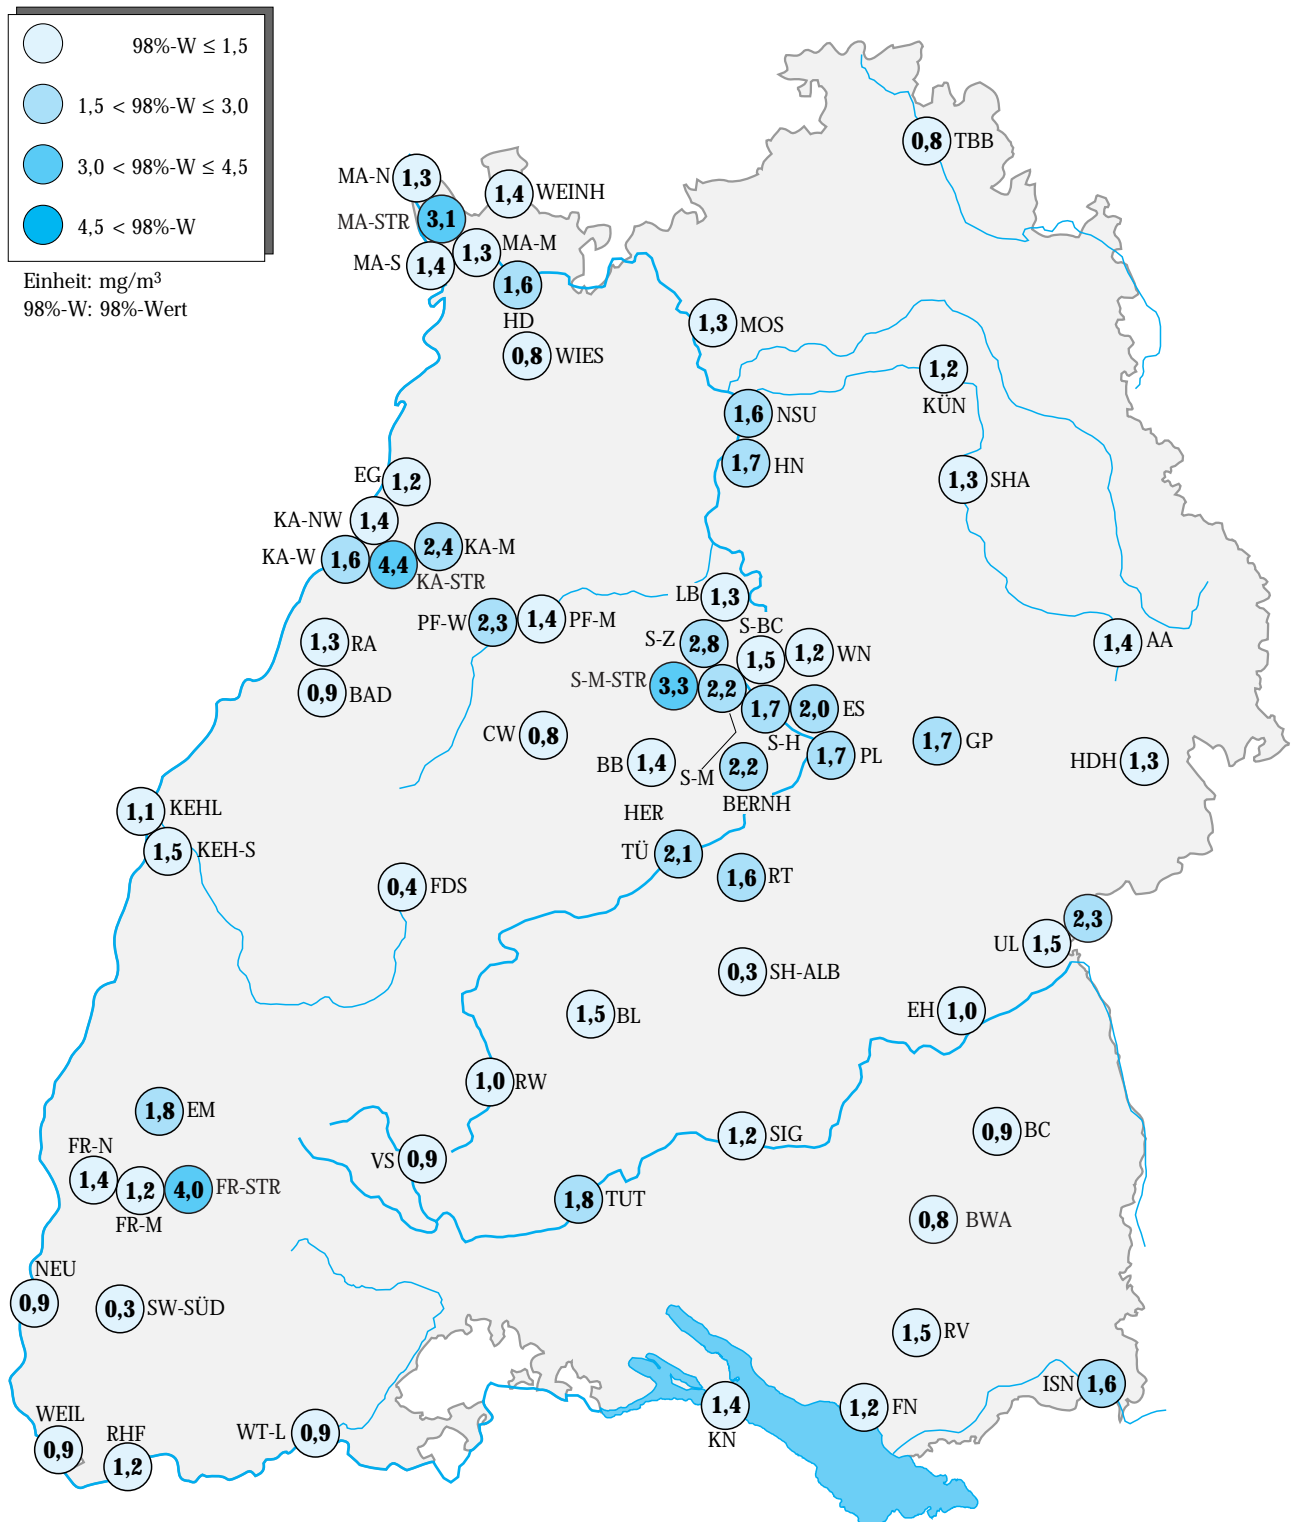 98%-W ≤ 1,5
1,5 < 98%-W ≤ 3,0
3,0 < 98%-W ≤ 4,5
4,5 < 98%-W
Einheit: mg/m³
98%-W: 98%-Wert
0,8 TBB
MA-N 1,3
1,4 WEINH
MA-STR 3,1
1,3 MA-M
MA-S 1,4
1,6
HD
1,3 MOS
0,8 WIES
1,2
KÜN
1,6 NSU
1,7 HN
EG 1,2
1,3 SHA
KA-NW 1,4
KA-W 1,6
2,4 KA-M
4,4
KA-STR
LB 1,3
PF-W 2,3
1,4 PF-M
S-BC
1,5
1,3 RA
S-Z 2,8
1,2 WN
1,4 AA
S-M-STR 3,3
2,2
0,9 BAD
1,7
2,0 ES
S-H
CW 0,8
1,7 GP
BB 1,4
S-M
2,2
BERNH
1,7 PL
HDH 1,3
1,1 KEHL
HER
1,5 KEH-S
TÜ 2,1
1,6 RT
0,4 FDS
2,3
UL 1,5
0,3 SH-ALB
1,5 BL
EH 1,0
1,0 RW
1,8 EM
1,2 SIG
0,9 BC
FR-N
1,4
1,2
FR-M
4,0 FR-STR
VS 0,9
1,8 TUT
0,8 BWA
NEU
0,9
0,3 SW-SÜD
1,5 RV
ISN 1,6
1,4
KN
1,2 FN
WEIL
0,9
RHF
1,2
WT-L 0,9